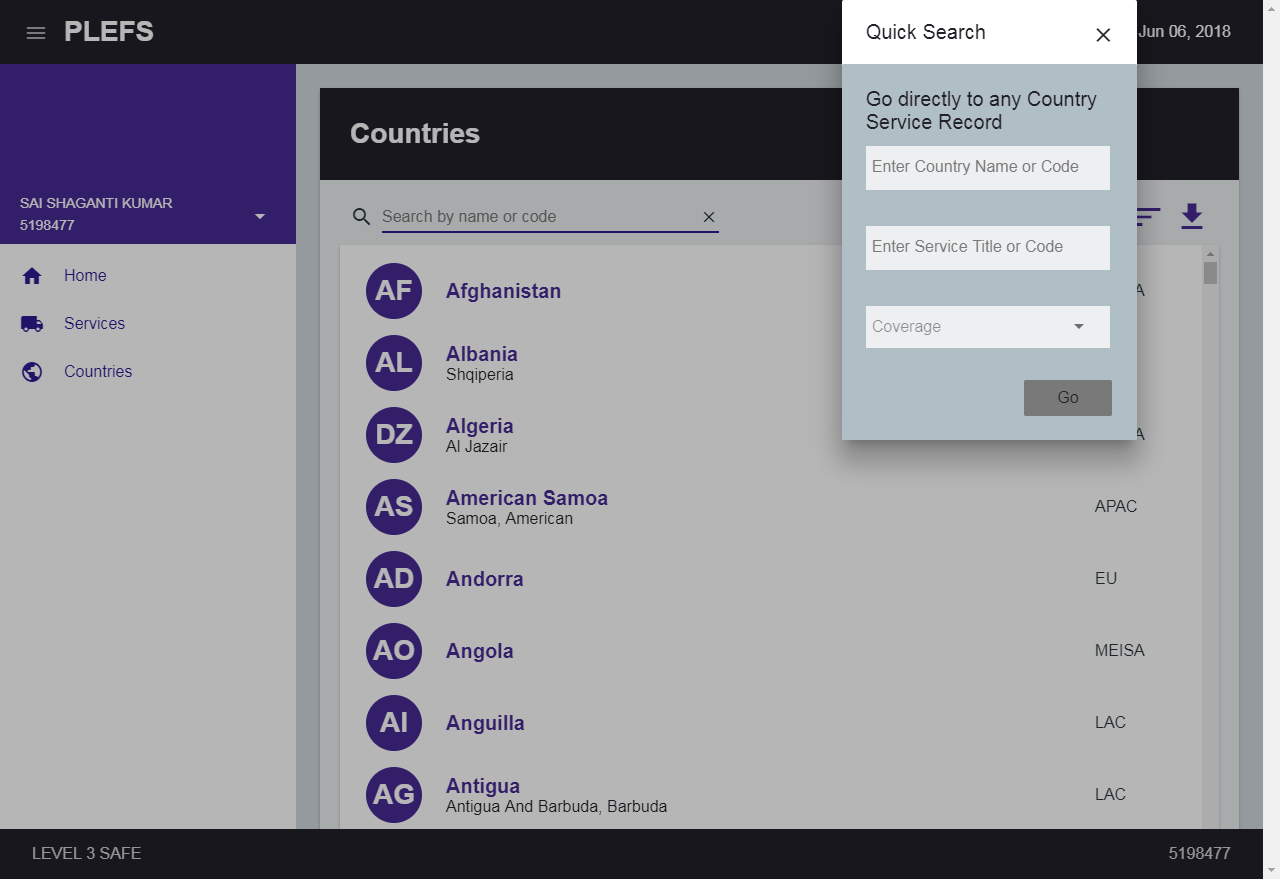 PLEFS
Quick Search
Jun 06, 2018
Go directly to any Country
Service Record
Enter Country Name or Code
Enter Service Title or Code
Coverage
Go
Countries
SAI SHAGANTI KUMAR
5198477
Home
Services
Countries
Search by name or code
AF
Afghanistan
A
AL
Albania
Shqiperia
DZ
Algeria
Al Jazair
A
AS
American Samoa
Samoa, American
APAC
AD
Andorra
EU
AO
Angola
MEISA
AI
Anguilla
LAC
AG
Antigua
Antigua And Barbuda, Barbuda
LAC
LEVEL 3 SAFE
5198477